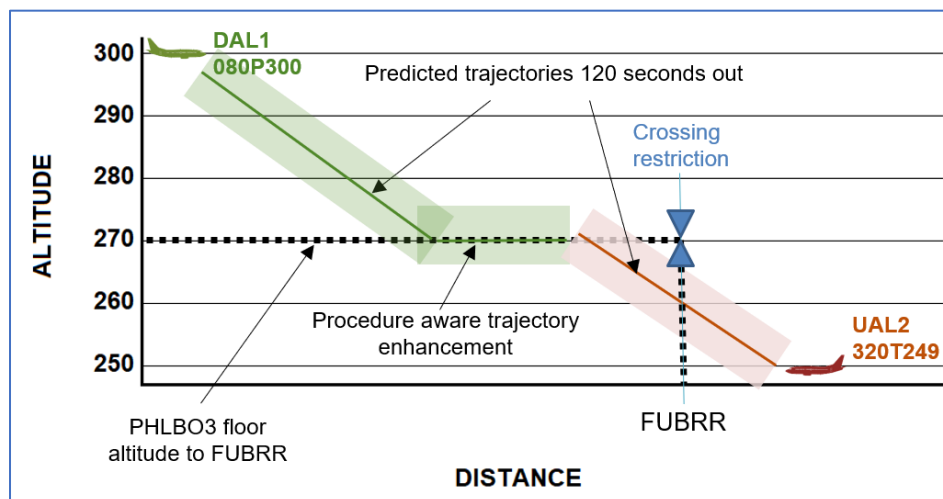 DAL1
080P300
Predicted trajectories 120 seconds out
Crossing
restriction
300
290
280
270
260
250
ALTITUDE
Procedure aware trajectory
enhancement
UAL2
320T249
PHLBO3 floor
altitude to FUBRR
FUBRR
DISTANCE